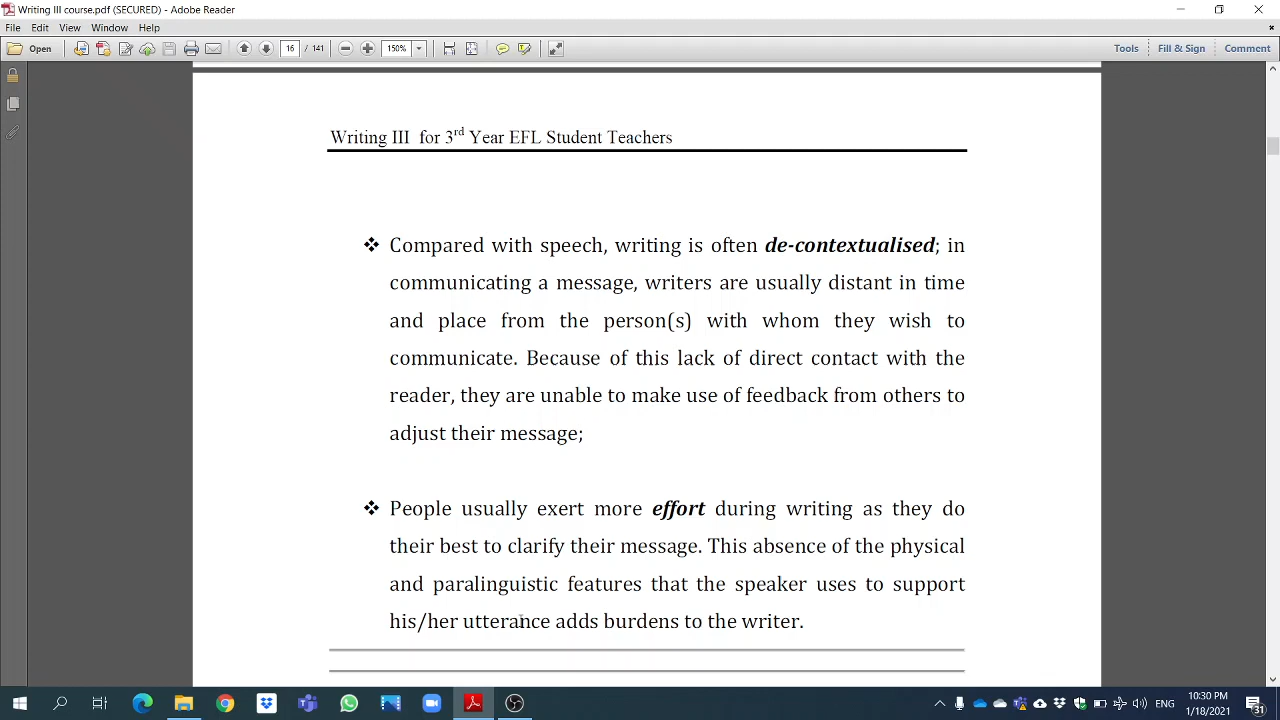 Writing III course.pdf (SECURED) - Adobe Reader
File Edit View Window Help
Open 16 / 141 150% Tools Fill & Sign Comment
Writing III for 3rd Year EFL Student Teachers
❖ Compared with speech, writing is often de-contextualised; in
communicating a message, writers are usually distant in time
and place from the person(s) with whom they wish to
communicate. Because of this lack of direct contact with the
reader, they are unable to make use of feedback from others to
adjust their message;
❖ People usually exert more effort during writing as they do
their best to clarify their message. This absence of the physical
and paralinguistic features that the speaker uses to support
his/her utterance adds burdens to the writer.
ENG
10:30 PM
1/18/2021
31